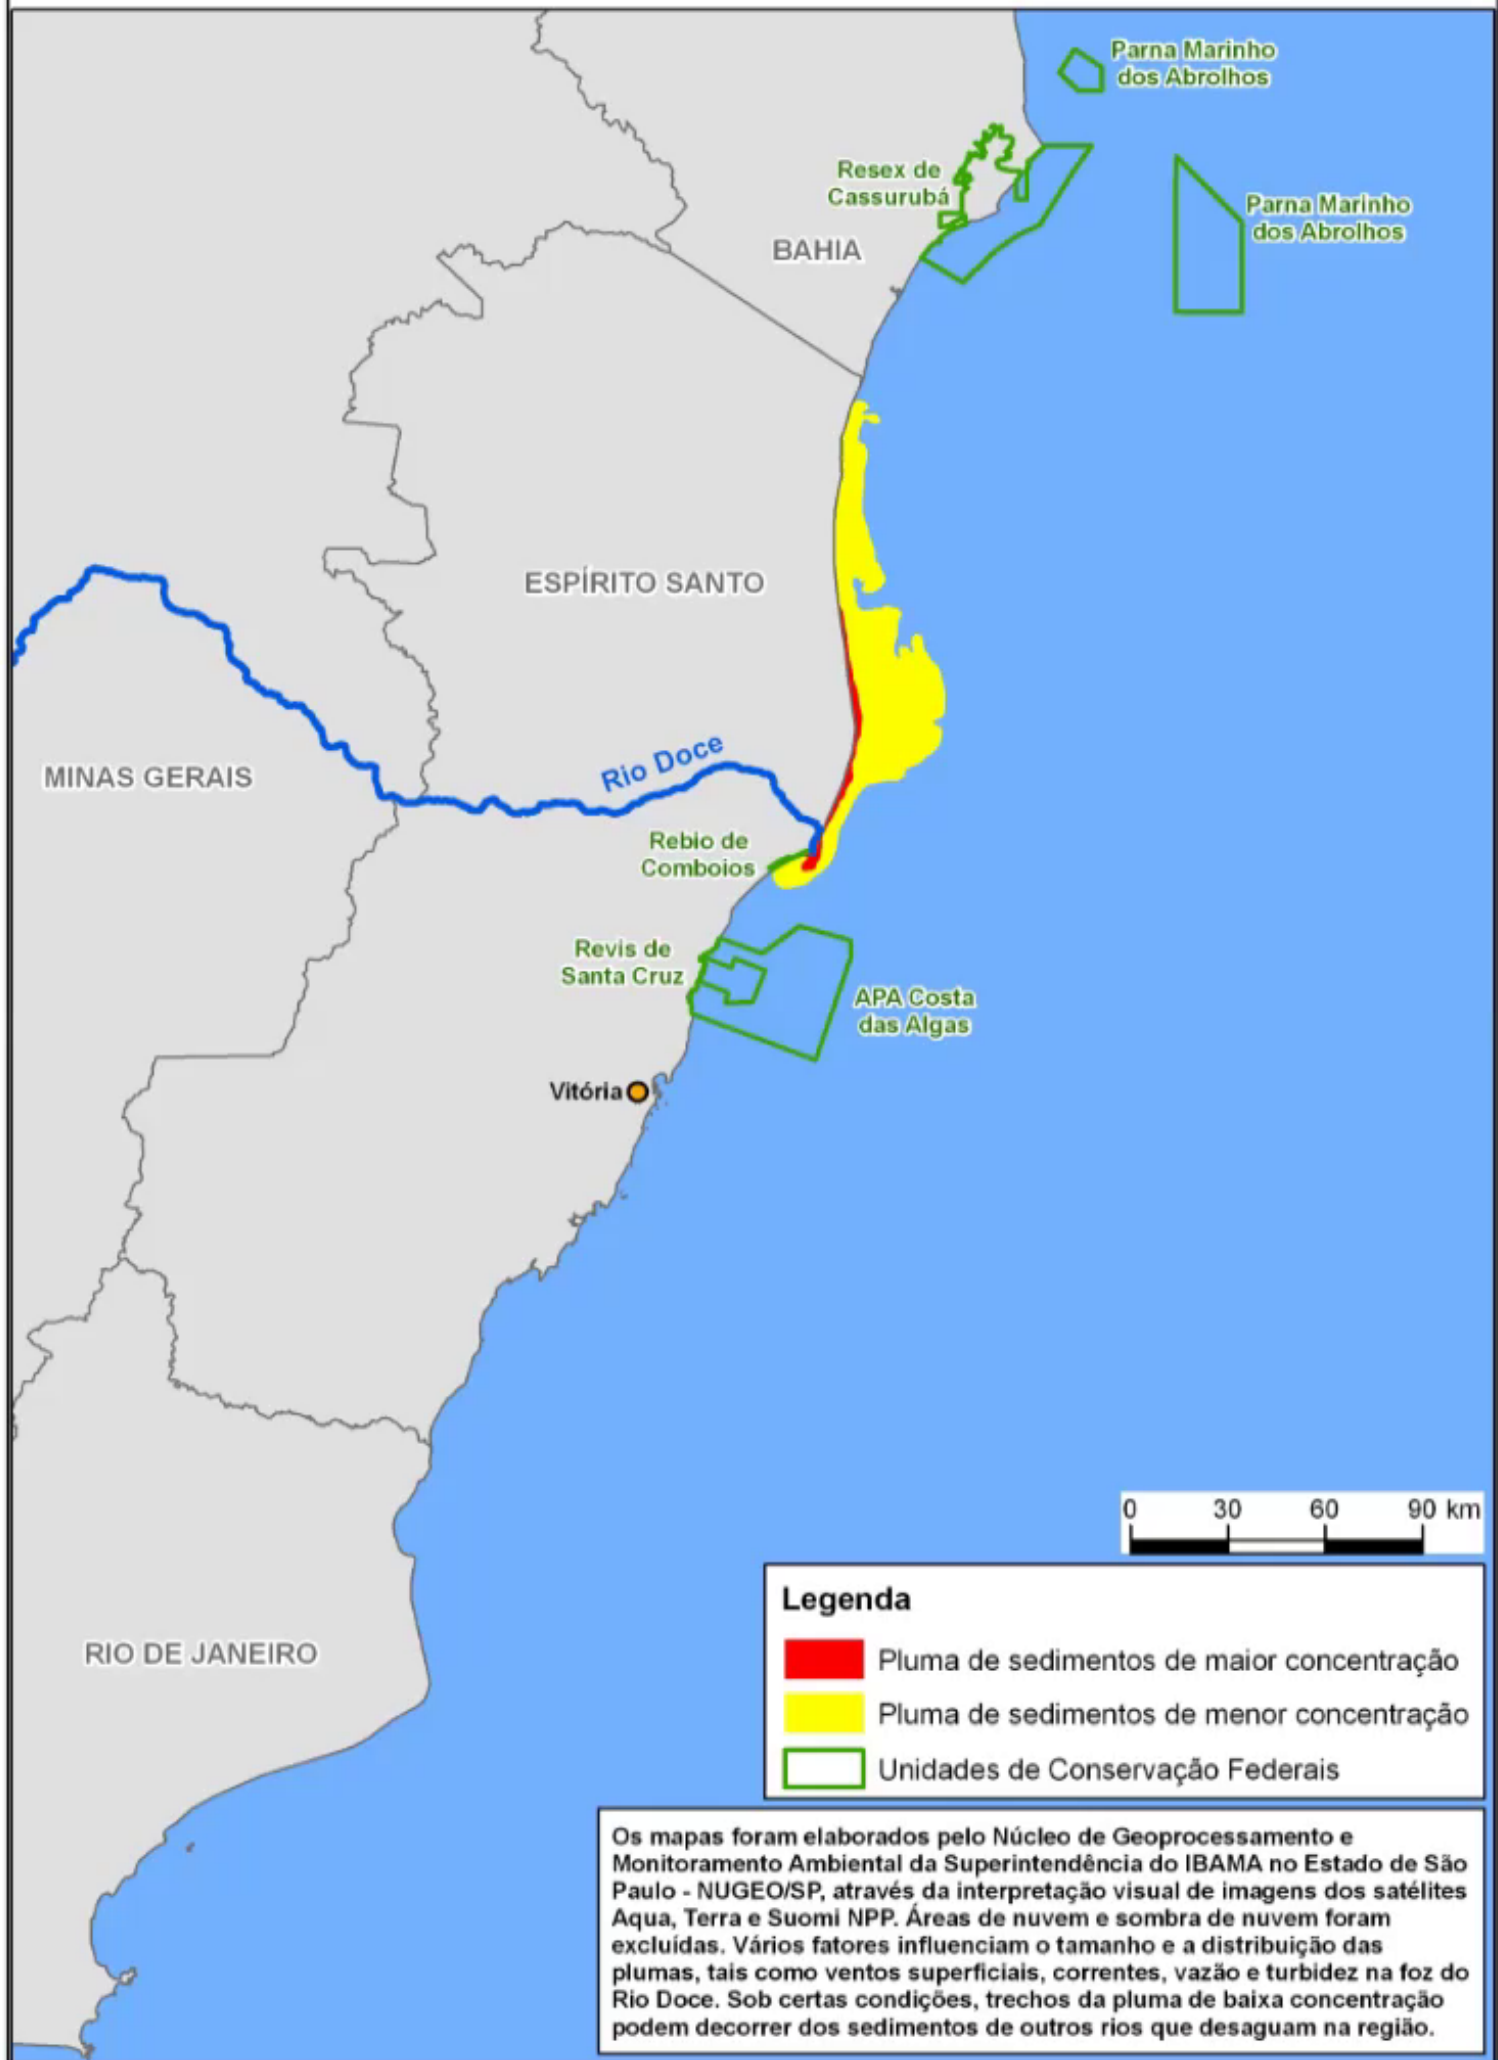 Parna Marinho
dos Abrolhos
Resex de
Cassurubá
Parna Marinho
dos Abrolhos
BAHIA
ESPÍRITO SANTO
Rio Doce
MINAS GERAIS
Rebio de
Comboios
Revis de
Santa Cruz
APA Costa
das Algas
Vitória
0 30 60 90 km
RIO DE JANEIRO
Legenda
Pluma de sedimentos de maior concentração
Pluma de sedimentos de menor concentração
Unidades de Conservação Federais
Os mapas foram elaborados pelo Núcleo de Geoprocessamento e
Monitoramento Ambiental da Superintendência do IBAMA no Estado de São
Paulo - NUGEO/SP, através da interpretação visual de imagens dos satélites
Aqua, Terra e Suomi NPP. Áreas de nuvem e sombra de nuvem foram
excluídas. Vários fatores influenciam o tamanho e a distribuição das
plumas, tais como ventos superficiais, correntes, vazão e turbidez na foz do
Rio Doce. Sob certas condições, trechos da pluma de baixa concentração
podem decorrer dos sedimentos de outros rios que desaguam na região.